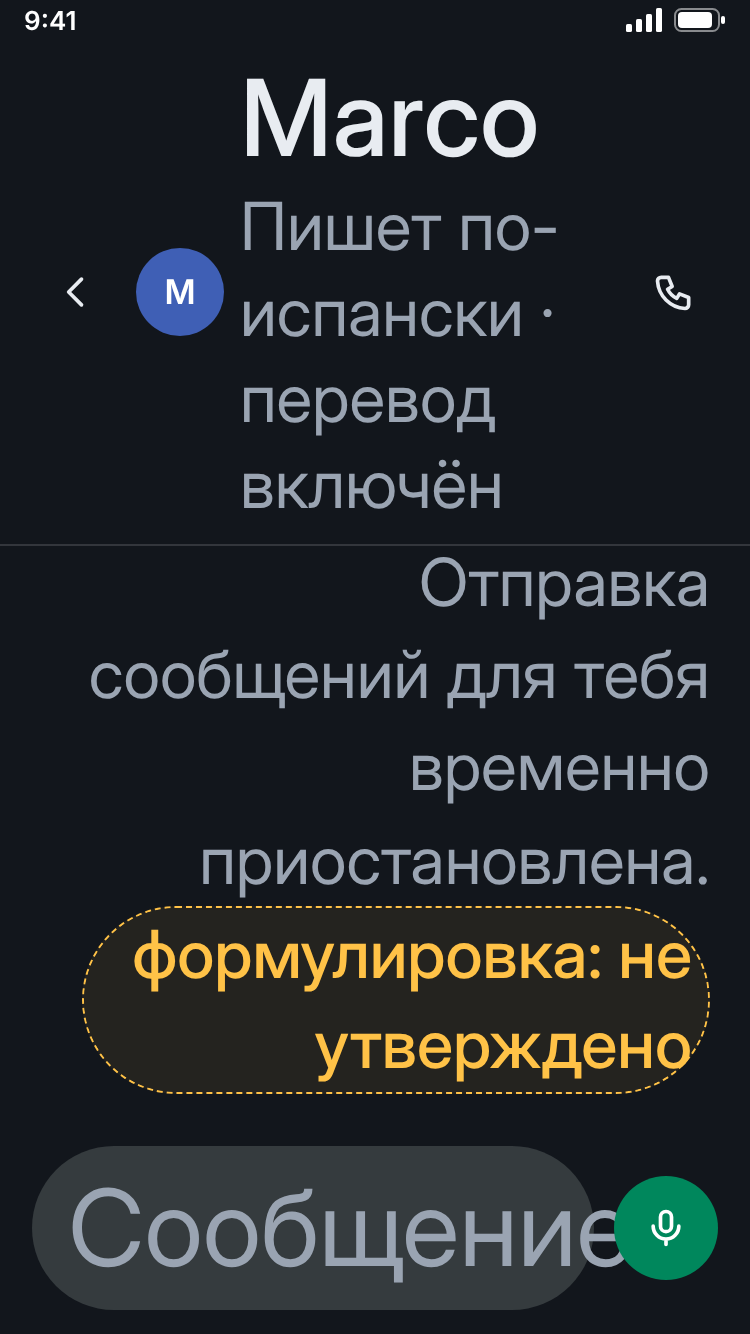 9:41
Marco
Пишет по-
испански ·
перевод
включён
M
Отправка
сообщений для тебя
временно
приостановлена.
формулировка: не
утверждено
Сообщение